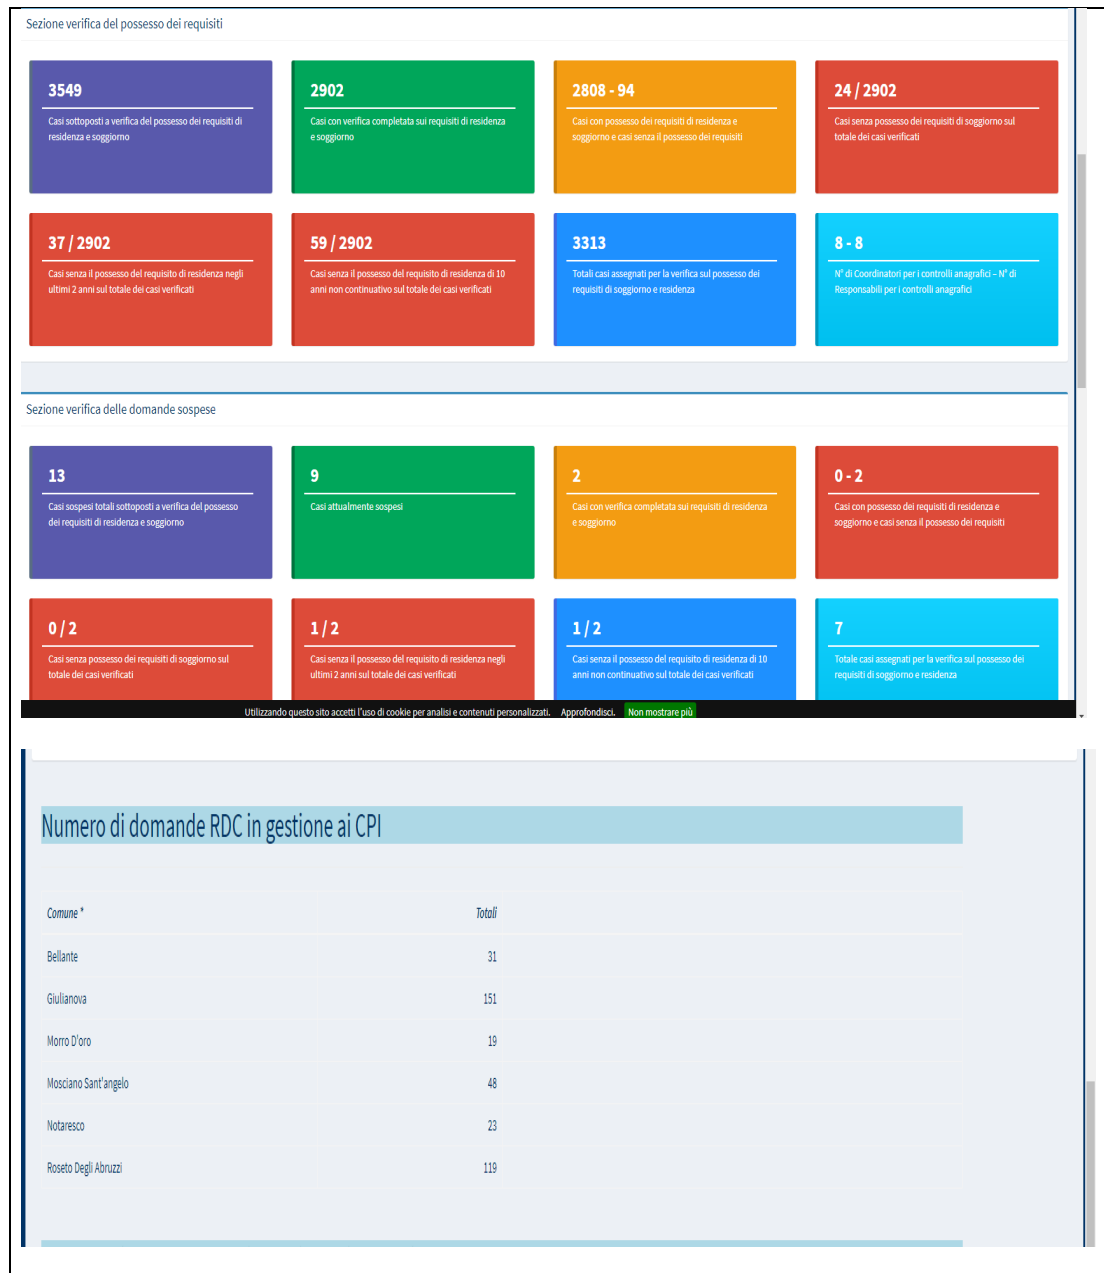 Sezione verifica del possesso dei requisiti
3549
Casi sottoposti a verifica del possesso dei requisiti di
residenza e soggiorno
2902
Casi con verifica completata sui requisiti di residenza
e soggiorno
2808 - 94
Casi con possesso dei requisiti di residenza e
soggiorno e casi senza il possesso dei requisiti
24 / 2902
Casi senza possesso dei requisiti di soggiorno sul
totale dei casi verificati
37 / 2902
Casi senza il possesso del requisito di residenza negli
ultimi 2 anni sul totale dei casi verificati
59 / 2902
Casi senza il possesso del requisito di residenza di 10
anni non continuativo sul totale dei casi verificati
3313
Totali casi assegnati per la verifica sul possesso dei
requisiti di soggiorno e residenza
8 - 8
N° di Coordinatori per i controlli anagrafici – N° di
Responsabili per i controlli anagrafici
Sezione verifica delle domande sospese
13
Casi sospesi totali sottoposti a verifica del possesso
dei requisiti di residenza e soggiorno
9
Casi attualmente sospesi
2
Casi con verifica completata sui requisiti di residenza
e soggiorno
0 - 2
Casi con possesso dei requisiti di residenza e
soggiorno e casi senza il possesso dei requisiti
0 / 2
Casi senza possesso dei requisiti di soggiorno sul
totale dei casi verificati
1 / 2
Casi senza il possesso del requisito di residenza negli
ultimi 2 anni sul totale dei casi verificati
1 / 2
Casi senza il possesso del requisito di residenza di 10
anni non continuativo sul totale dei casi verificati
7
Totale casi assegnati per la verifica sul possesso dei
requisiti di soggiorno e residenza
Utilizzando questo sito accetti l'uso di cookie per analisi e contenuti personalizzati. Approfondisci. Non mostrare più
Numero di domande RDC in gestione ai CPI
Comune * Totali
Bellante 31
Giulianova 151
Morro D'oro 19
Mosciano Sant'angelo 48
Notaresco 23
Roseto Degli Abruzzi 119